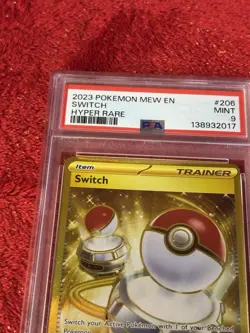 2023 POKEMON MEW EN #206
SWITCH MINT
HYPER RARE 9
PSA 138932017
Item TRAINER
Switch
Switch your Active Pokémon with 1 of your Benched